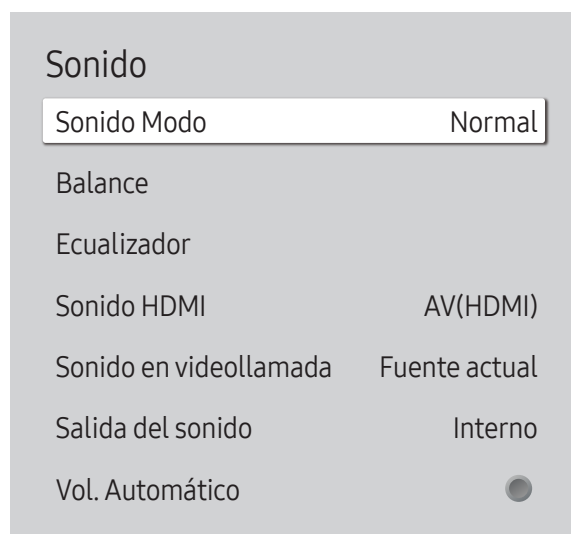 Sonido
Sonido Modo Normal
Balance
Ecualizador
Sonido HDMI AV(HDMI)
Sonido en videollamada Fuente actual
Salida del sonido Interno
Vol. Automático